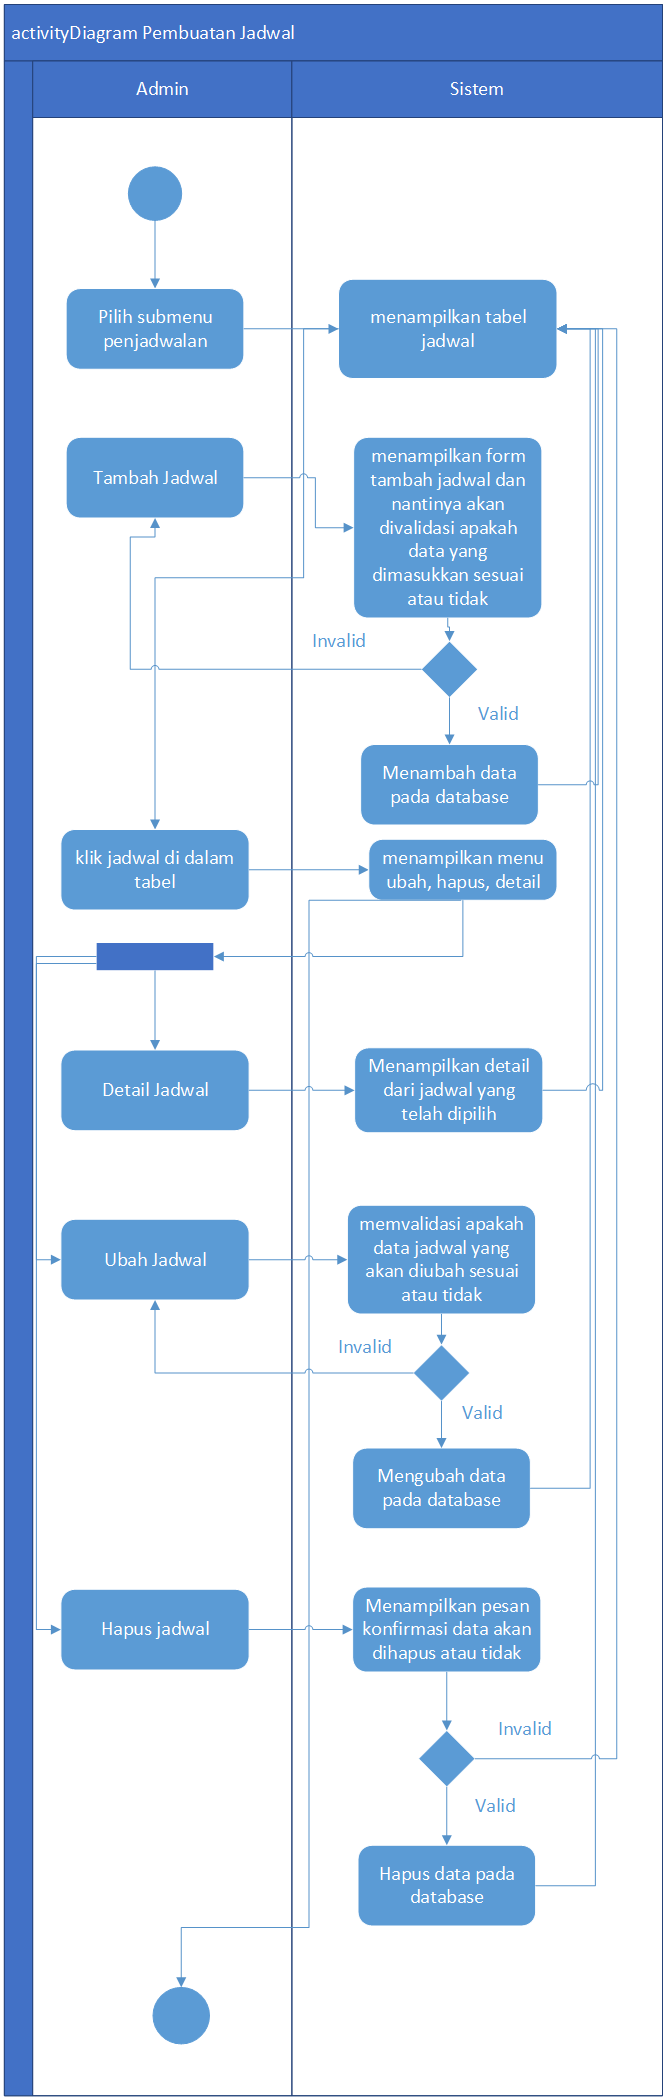 activityDiagram Pembuatan Jadwal
Admin
Sistem
Pilih submenu
penjadwalan
menampilkan tabel
jadwal
Tambah Jadwal
menampilkan form
tambah jadwal dan
nantinya akan
divalidasi apakah
data yang
dimasukkan sesuai
atau tidak
Invalid
Valid
Menambah data
pada database
klik jadwal di dalam
tabel
menampilkan menu
ubah, hapus, detail
Detail Jadwal
Menampilkan detail
dari jadwal yang
telah dipilih
Ubah Jadwal
memvalidasi apakah
data jadwal yang
akan diubah sesuai
atau tidak
Invalid
Valid
Mengubah data
pada database
Hapus jadwal
Menampilkan pesan
konfirmasi data akan
dihapus atau tidak
Invalid
Valid
Hapus data pada
database